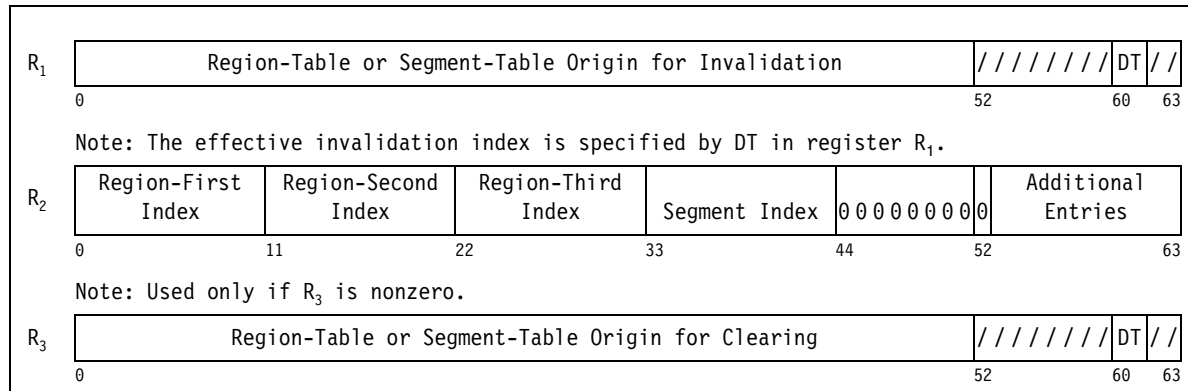 R₁ Region-Table or Segment-Table Origin for Invalidation //////// DT //
0 52 60 63
Note: The effective invalidation index is specified by DT in register R₁.
Region-First Region-Second Region-Third Additional
R₂ Index Index Index Segment Index 000000000 Entries
0 11 22 33 44 52 63
Note: Used only if R₃ is nonzero.
R₃ Region-Table or Segment-Table Origin for Clearing //////// DT //
0 52 60 63